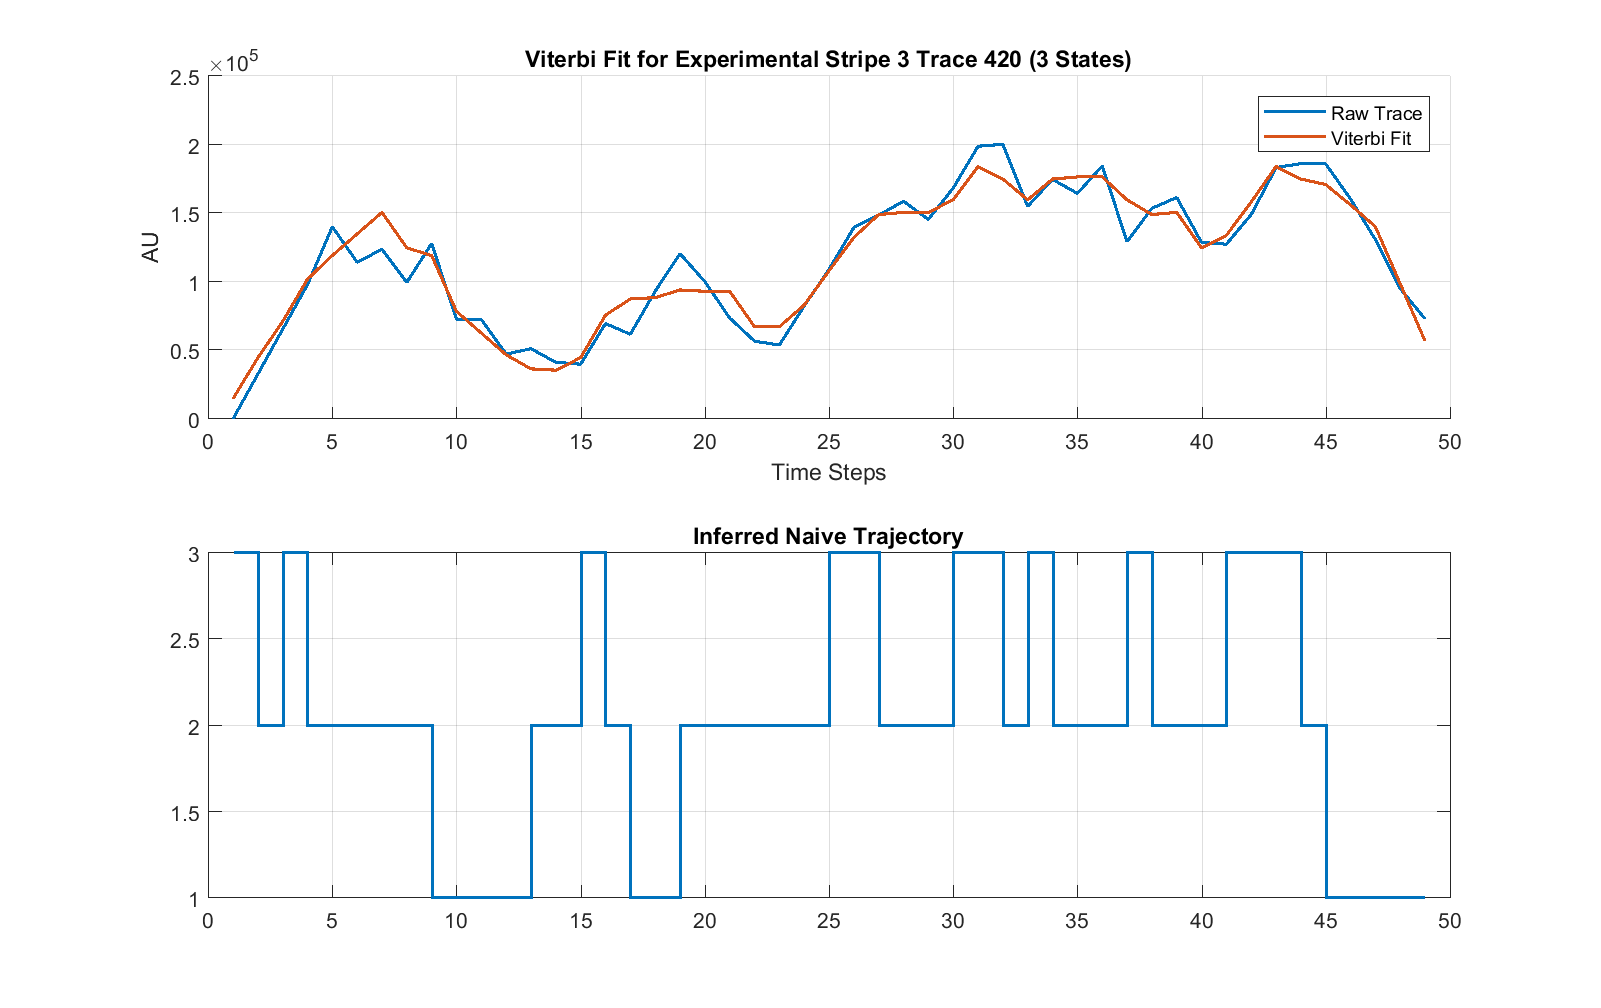 Viterbi Fit for Experimental Stripe 3 Trace 420 (3 States)
×10^5
2.5
2
1.5
1
0.5
0
AU
Raw Trace
Viterbi Fit
0 5 10 15 20 25 30 35 40 45 50
Time Steps
Inferred Naive Trajectory
3
2.5
2
1.5
1
0 5 10 15 20 25 30 35 40 45 50